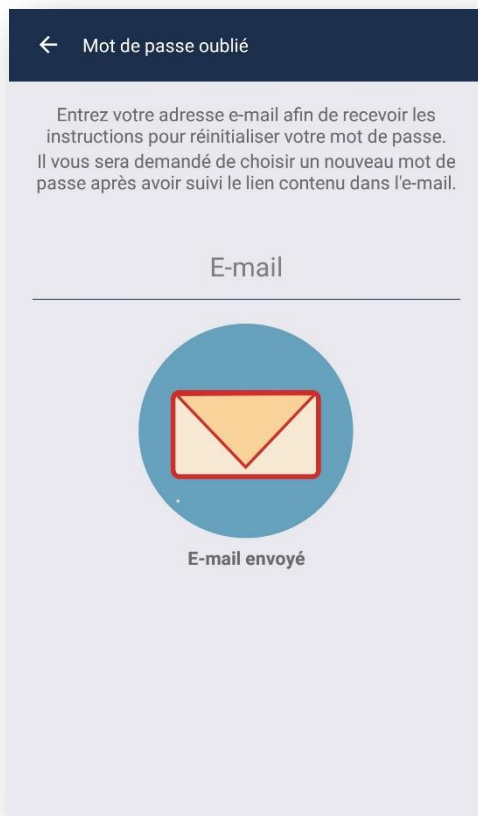 Mot de passe oublié
Entrez votre adresse e-mail afin de recevoir les
instructions pour réinitialiser votre mot de passe.
Il vous sera demandé de choisir un nouveau mot de
passe après avoir suivi le lien contenu dans l'e-mail.
E-mail
E-mail envoyé